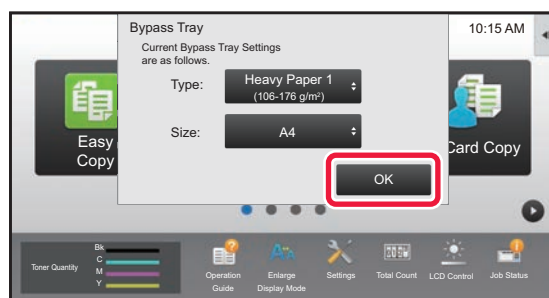 Bypass Tray
10:15 AM
Current Bypass Tray Settings
are as follows.
Type:
Heavy Paper 1
(106-176 g/m²)
Size:
A4
OK
Easy
Copy
Card Copy
Toner Quantity
Bk
C
M
Y
Operation
Guide
Enlarge
Display Mode
Settings
Total Count
LCD Control
Job Status